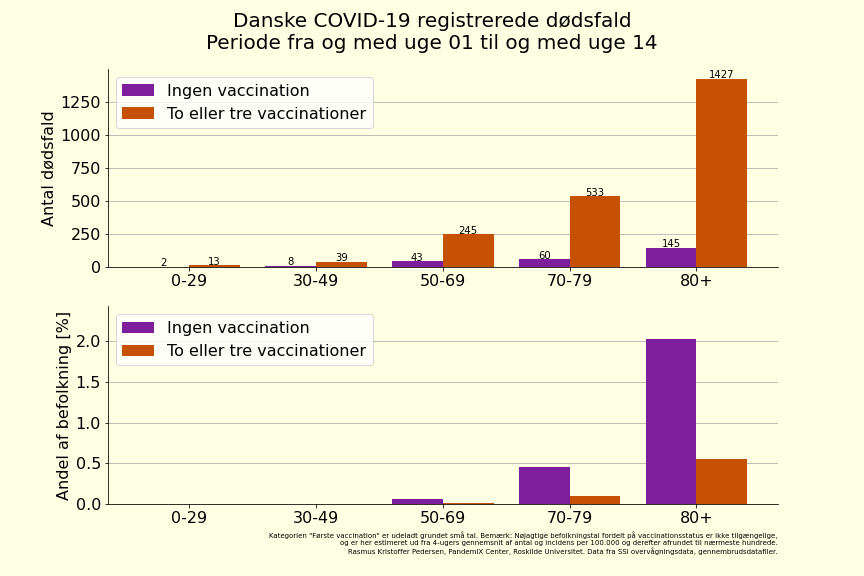 Danske COVID-19 registrerede dødsfald
Periode fra og med uge 01 til og med uge 14
Antal dødsfald
1250
1000
750
500
250
0
Ingen vaccination
To eller tre vaccinationer
2
13
8
39
43
245
60
533
145
1427
0-29
30-49
50-69
70-79
80+
Andel af befolkning [%]
2.0
1.5
1.0
0.5
0.0
Ingen vaccination
To eller tre vaccinationer
0-29
30-49
50-69
70-79
80+
Kategorien "Første vaccination" er udeladt grundet små tal. Bemærk: Nøjagtige befolkningstal fordelt på vaccinationsstatus er ikke tilgængelige,
og er her estimeret ud fra 4-ugers gennemsnit af antal og incidens per 100.000 og derefter afrundet til nærmeste hundrede.
Rasmus Kristoffer Pedersen, PandemiX Center, Roskilde Universitet. Data fra SSI overvågningsdata, gennembrudsdatafiler.